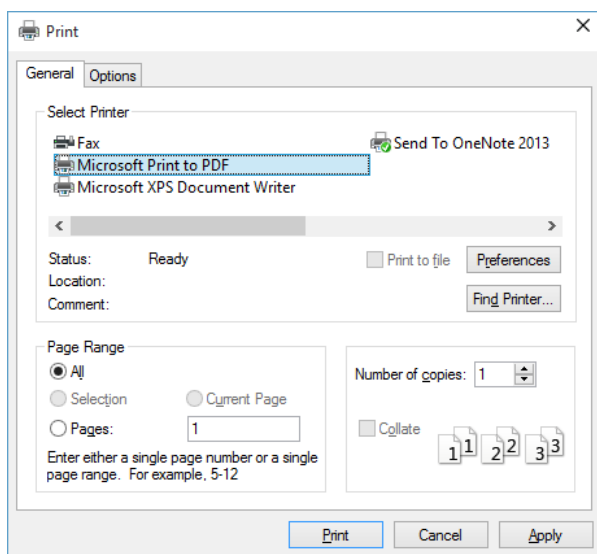 Print
General Options
Select Printer
Fax Send To OneNote 2013
Microsoft Print to PDF
Microsoft XPS Document Writer
Status: Ready Print to file Preferences
Location:
Comment: Find Printer...
Page Range
All
Number of copies: 1
Selection Current Page
Pages: 1
Collate
1 1 2 2 3 3
Enter either a single page number or a single
page range. For example, 5-12
Print Cancel Apply